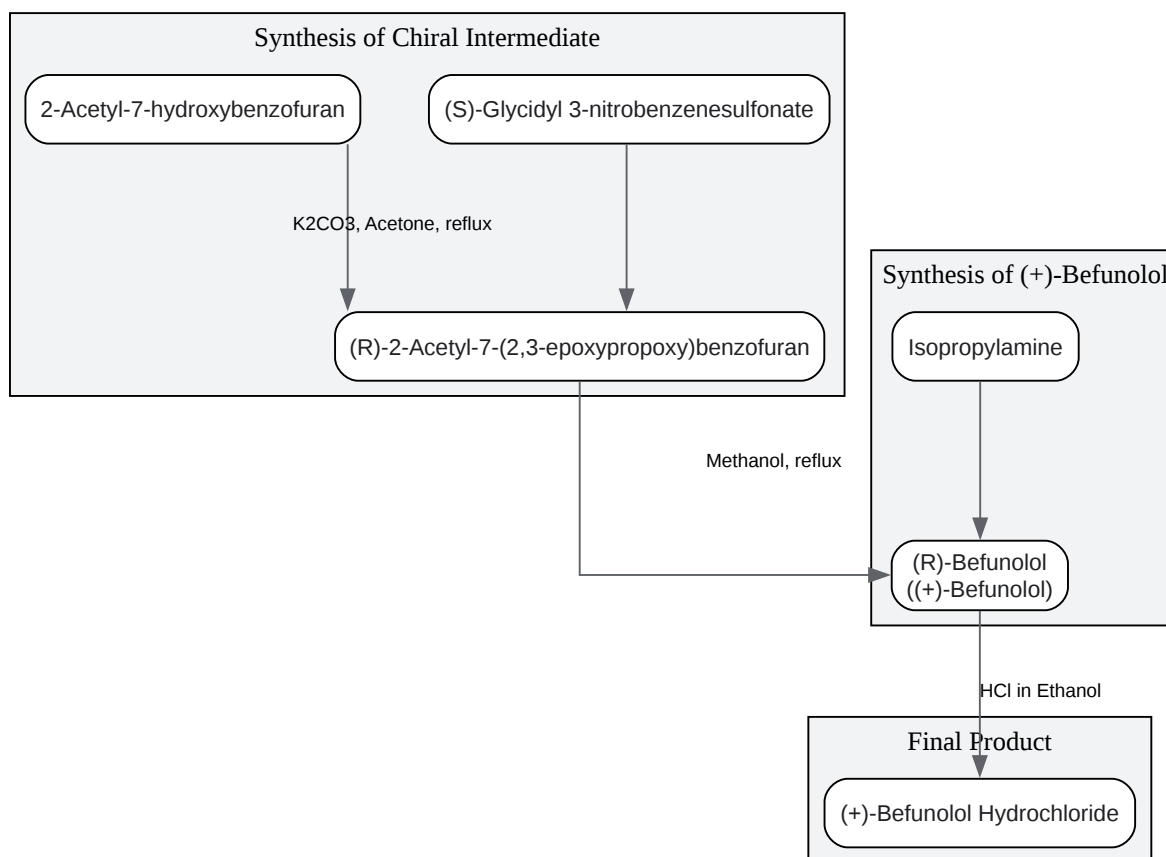 Synthesis of Chiral Intermediate
2-Acetyl-7-hydroxybenzofuran
(S)-Glycidyl 3-nitrobenzenesulfonate
K2CO3, Acetone, reflux
(R)-2-Acetyl-7-(2,3-epoxypropoxy)benzofuran
Synthesis of (+)-Befunolol
Isopropylamine
Methanol, reflux
(R)-Befunolol
((+)-Befunolol)
HCl in Ethanol
Final Product
(+)-Befunolol Hydrochloride